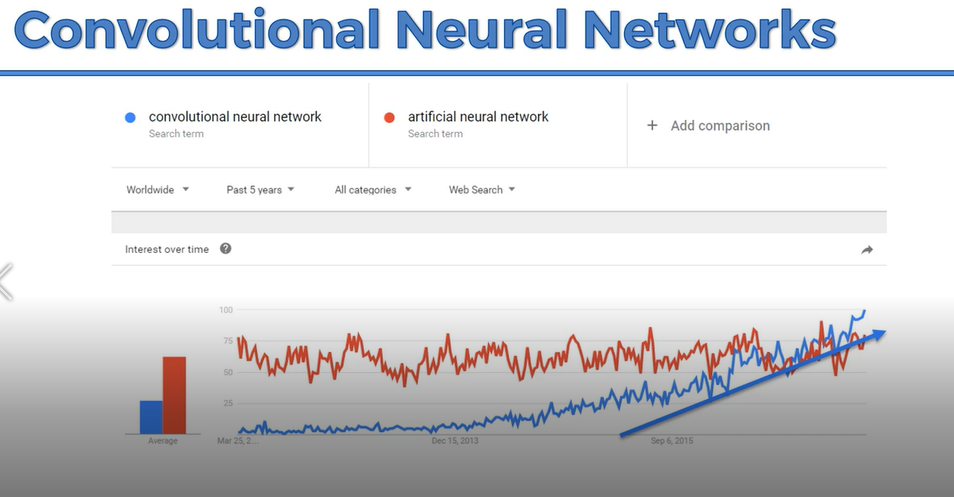 Convolutional Neural Networks
convolutional neural network
Search term
artificial neural network
Search term
+ Add comparison
Worldwide
Past 5 years
All categories
Web Search
Interest over time ?
100
75
50
25
Average
Mar 25, 2...
Dec 15, 2013
Sep 6, 2015